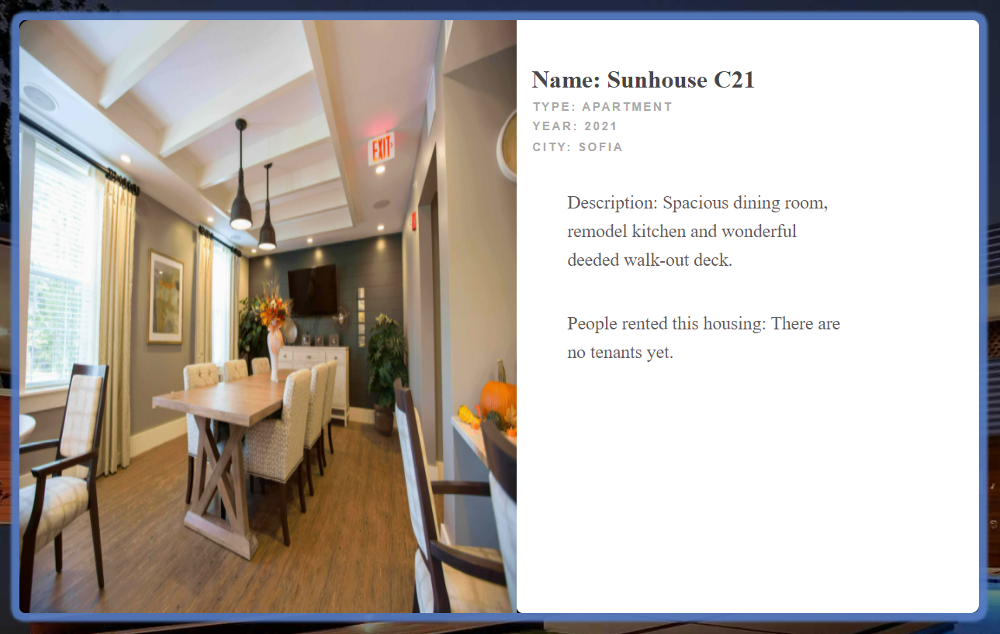 EXIT
Name: Sunhouse C21
TYPE: APARTMENT
YEAR: 2021
CITY: SOFIA
Description: Spacious dining room,
remodel kitchen and wonderful
deeded walk-out deck.
People rented this housing: There are
no tenants yet.